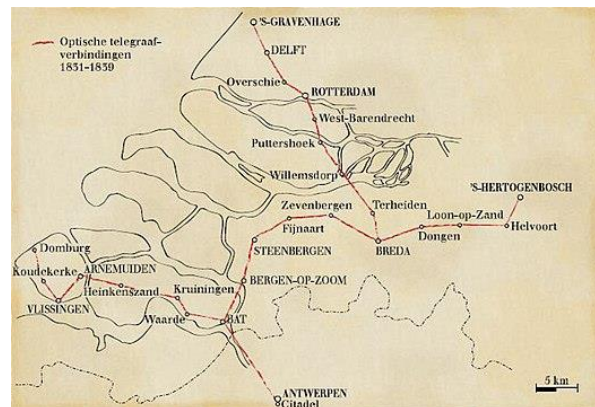 'S-GRAVENHAGE
Optische telegraaf-
verbindingen
1831-1839
DELFT
Overschie
ROTTERDAM
West-Barendrecht
Puttershoek
Willemsdorp
'S-HERTOGENBOSCH
Zevenbergen
Terheiden
Loon-op-Zand
Fijnaart
Helvoort
Dongen
STEENBERGEN
BREDA
Domburg
Koudekerke
ARNEMUIDEN
BERGEN-OP-ZOOM
Heinkenszand
Kruiningen
VLISSINGEN
Waarde
BAT
5 km
ANTWERPEN
Citadel